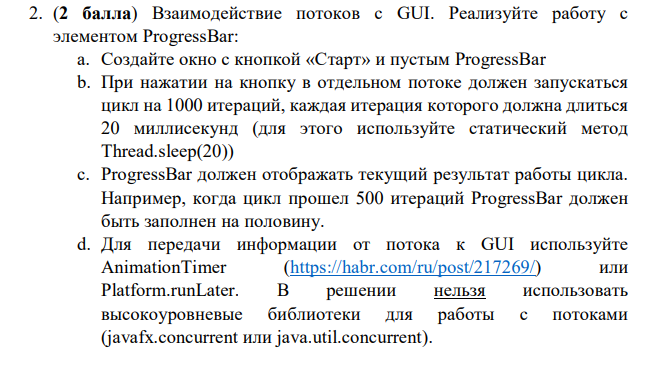 2. (2 балла) Взаимодействие потоков с GUI. Реализуйте работу с
элементом ProgressBar:
a. Создайте окно с кнопкой «Старт» и пустым ProgressBar
b. При нажатии на кнопку в отдельном потоке должен запускаться
цикл на 1000 итераций, каждая итерация которого должна длиться
20 миллисекунд (для этого используйте статический метод
Thread.sleep(20))
c. ProgressBar должен отображать текущий результат работы цикла.
Например, когда цикл прошел 500 итераций ProgressBar должен
быть заполнен на половину.
d. Для передачи информации от потока к GUI используйте
AnimationTimer (https://habr.com/ru/post/217269/) или
Platform.runLater. В решении нельзя использовать
высокоуровневые библиотеки для работы с потоками
(javafx.concurrent или java.util.concurrent).